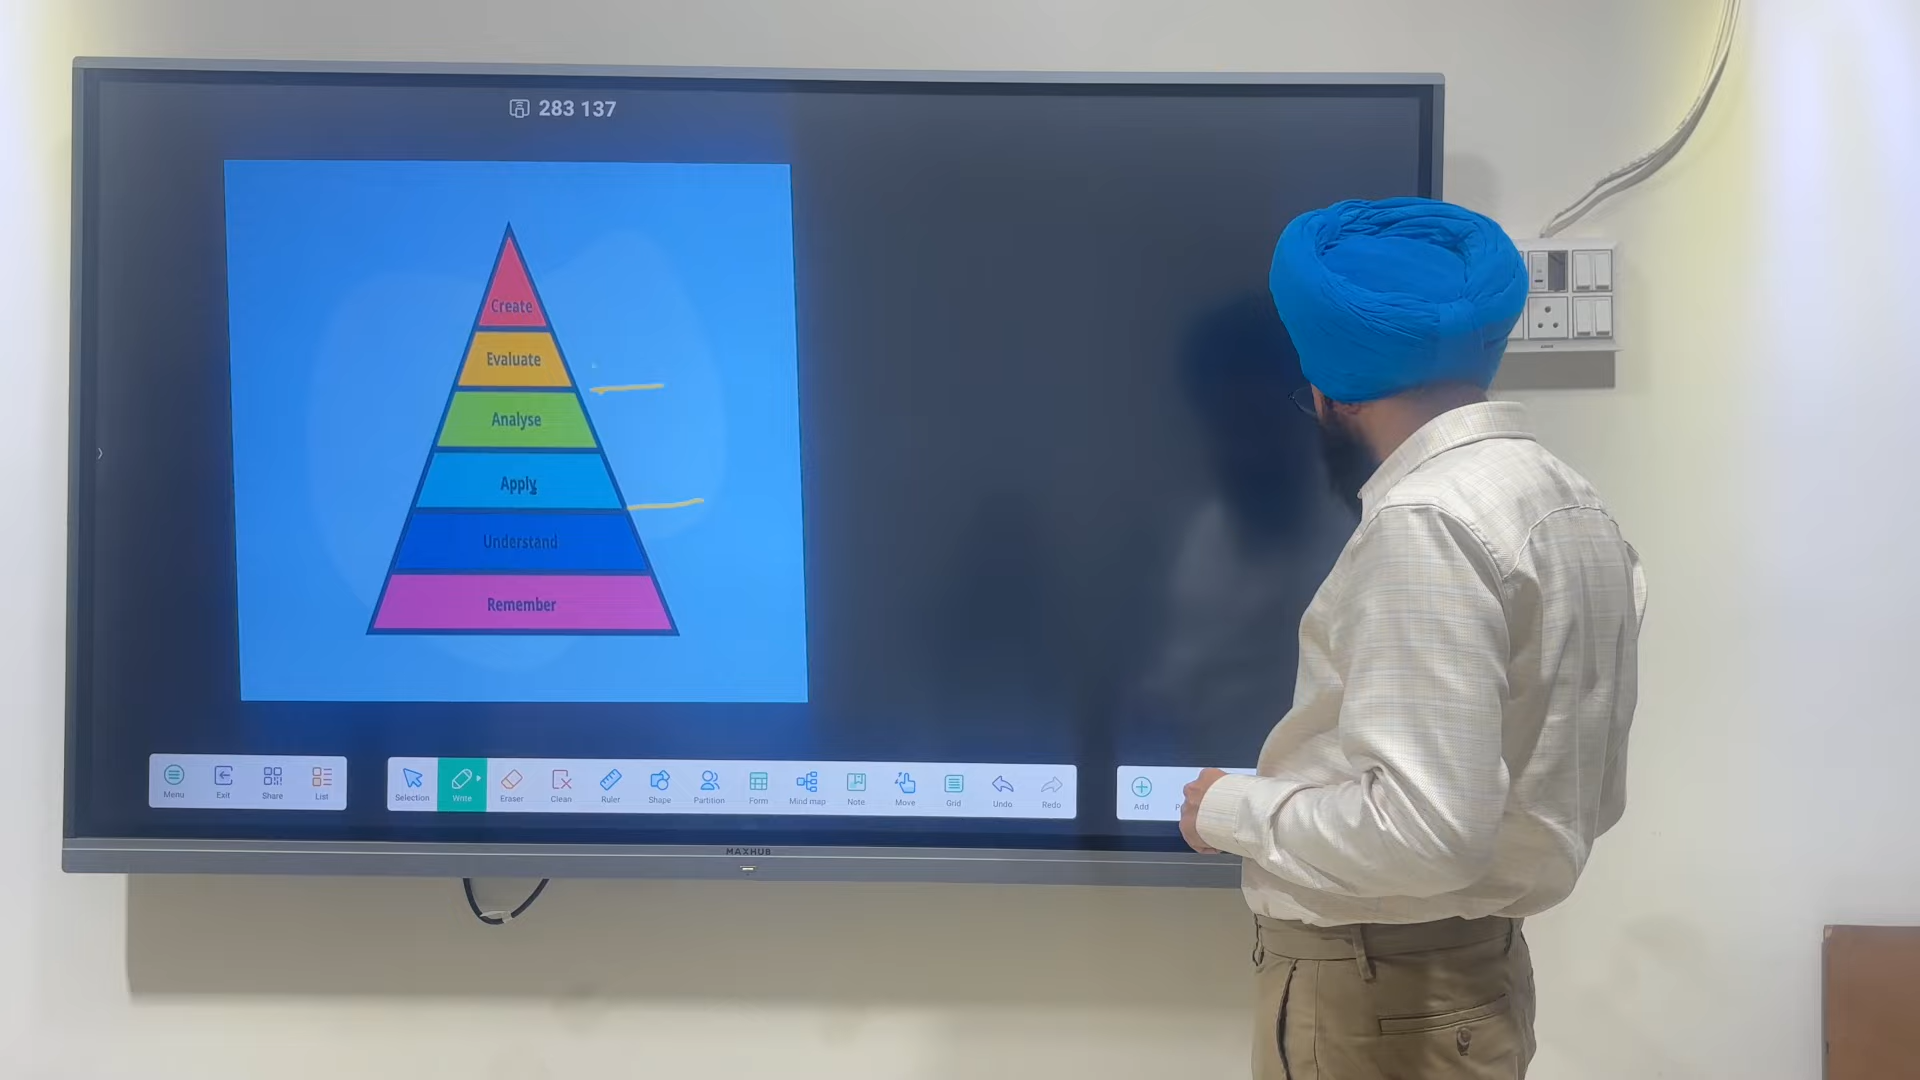 283 137
Create
Evaluate
Analyse
Apply
Understand
Remember
Menu Exit Share List
Selection Write Eraser Clean Ruler Shape Partition Form Mind map Note Move Grid Undo Redo
Add
MAXHUB